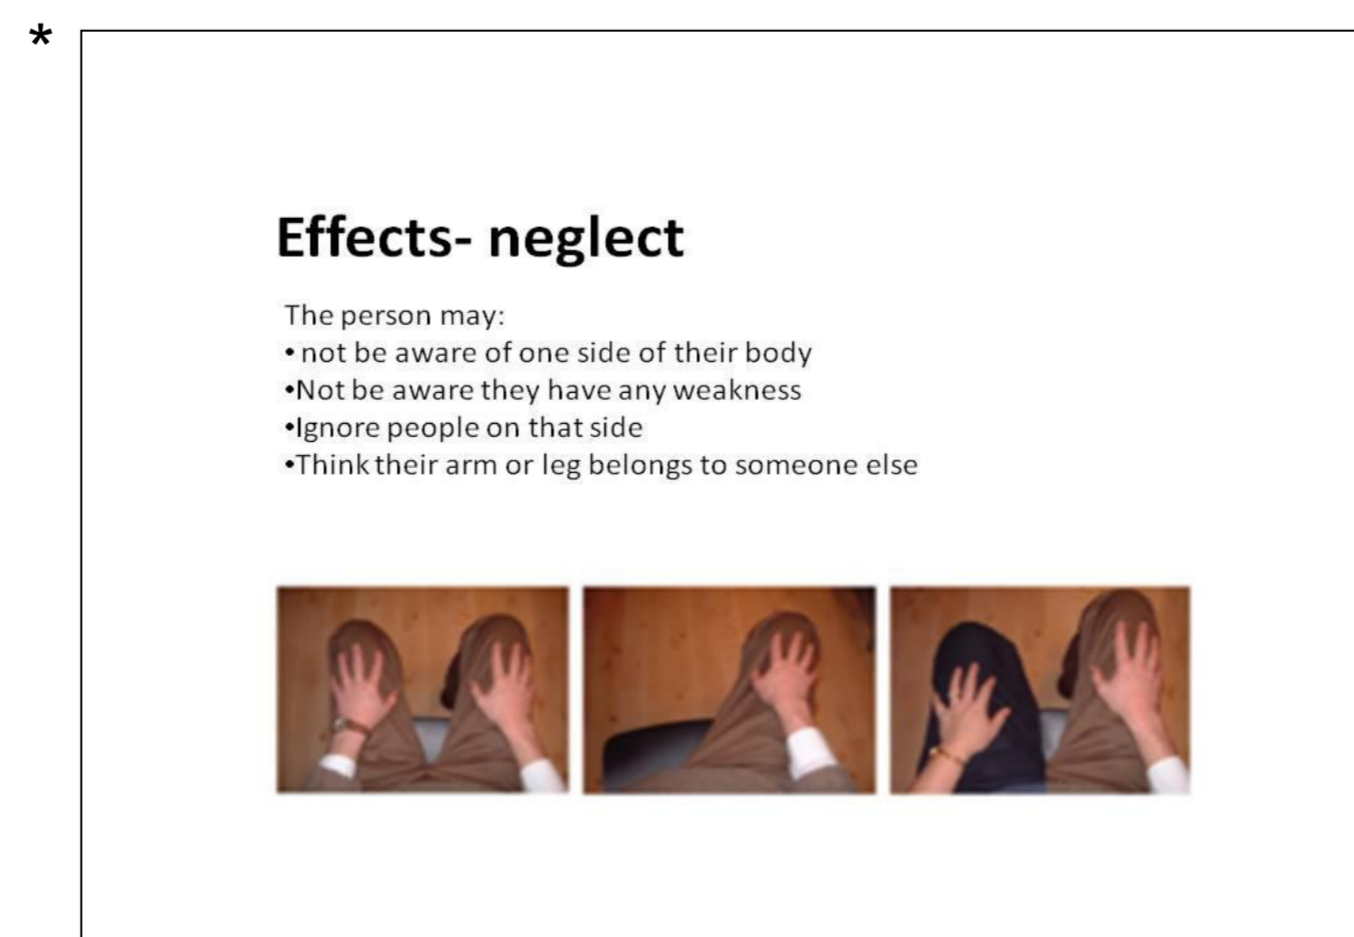 *
Effects- neglect
The person may:
• not be aware of one side of their body
•Not be aware they have any weakness
•Ignore people on that side
•Think their arm or leg belongs to someone else